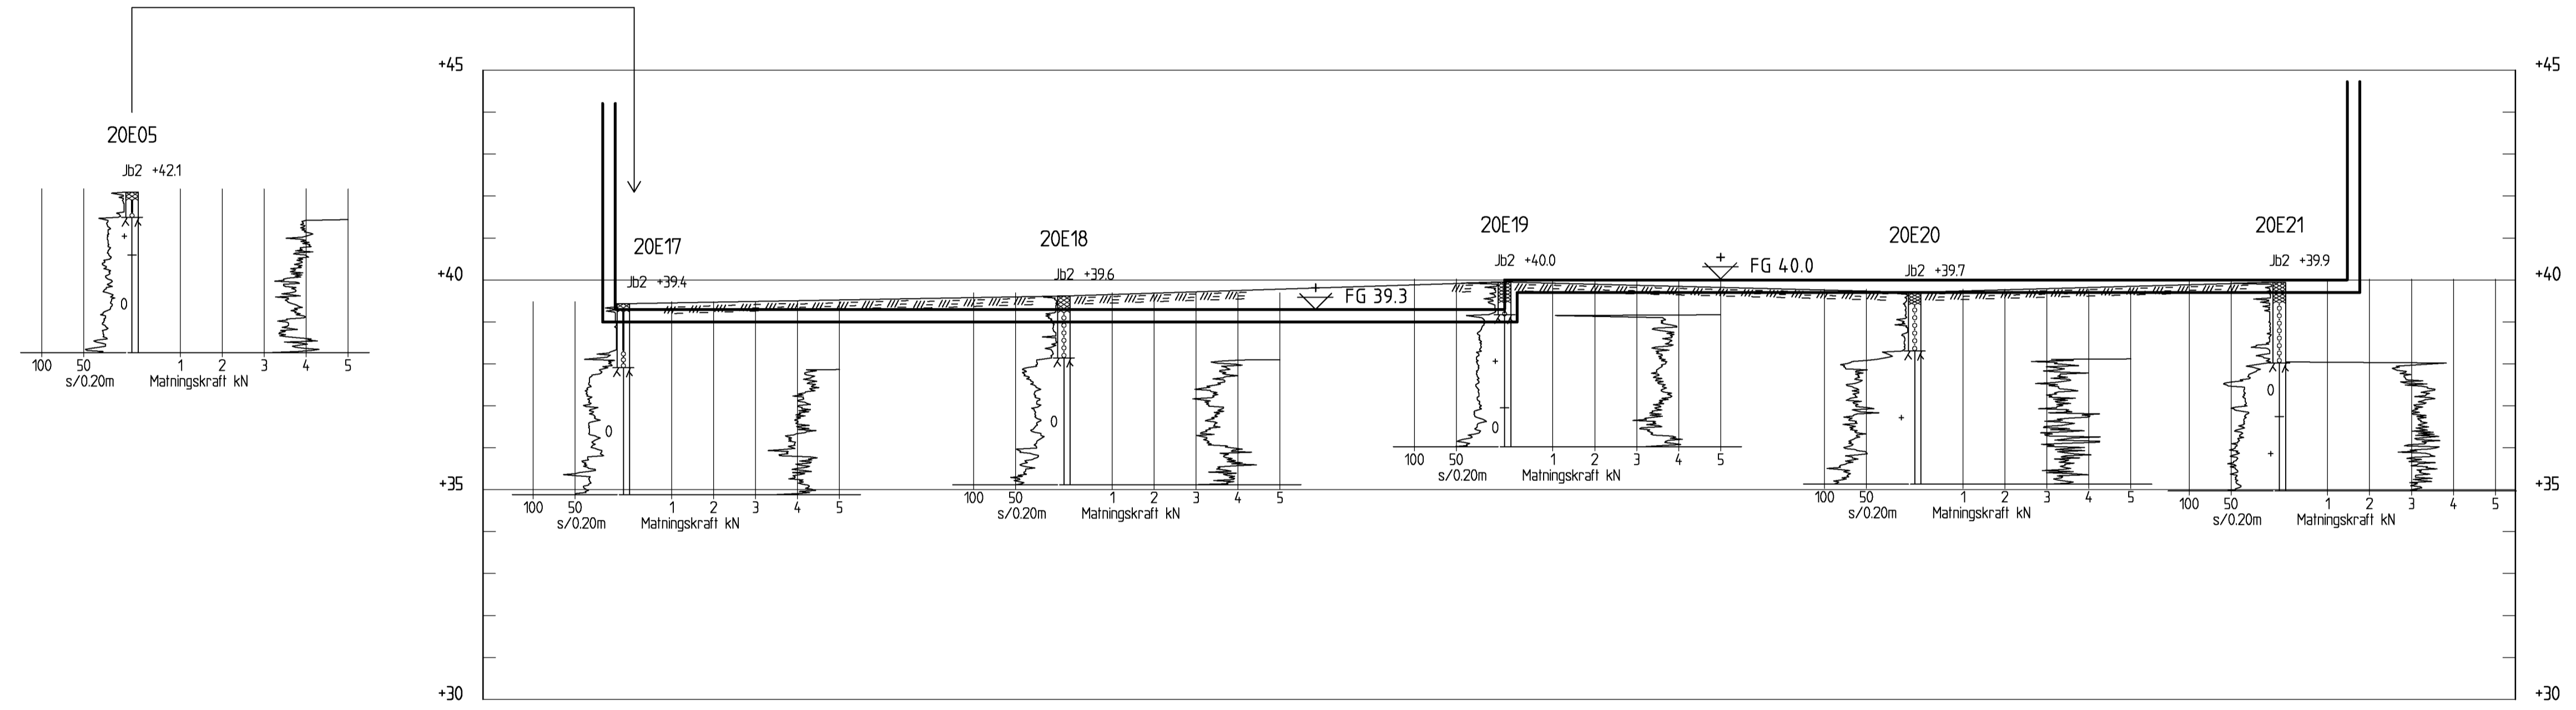 +45 +45
20E05
Jb2 +42.1
20E19 20E21
20E18 20E20
20E17
Jb2 +40.0 FG 40.0 Jb2 +39.9
+40 Jb2 +39.4 Jb2 +39.6 Jb2 +39.7 +40
FG 39.3
100 50 1 2 3 4 5
s/0.20m Matningskraft kN
100 50 1 2 3 4 5
s/0.20m Matningskraft kN
+35 +35
100 50 1 2 3 4 5
s/0.20m Matningskraft kN
100 50 1 2 3 4 5
s/0.20m Matningskraft kN
100 50 1 2 3 4 5
s/0.20m Matningskraft kN
100 50 1 2 3 4 5
s/0.20m Matningskraft kN
+30 +30